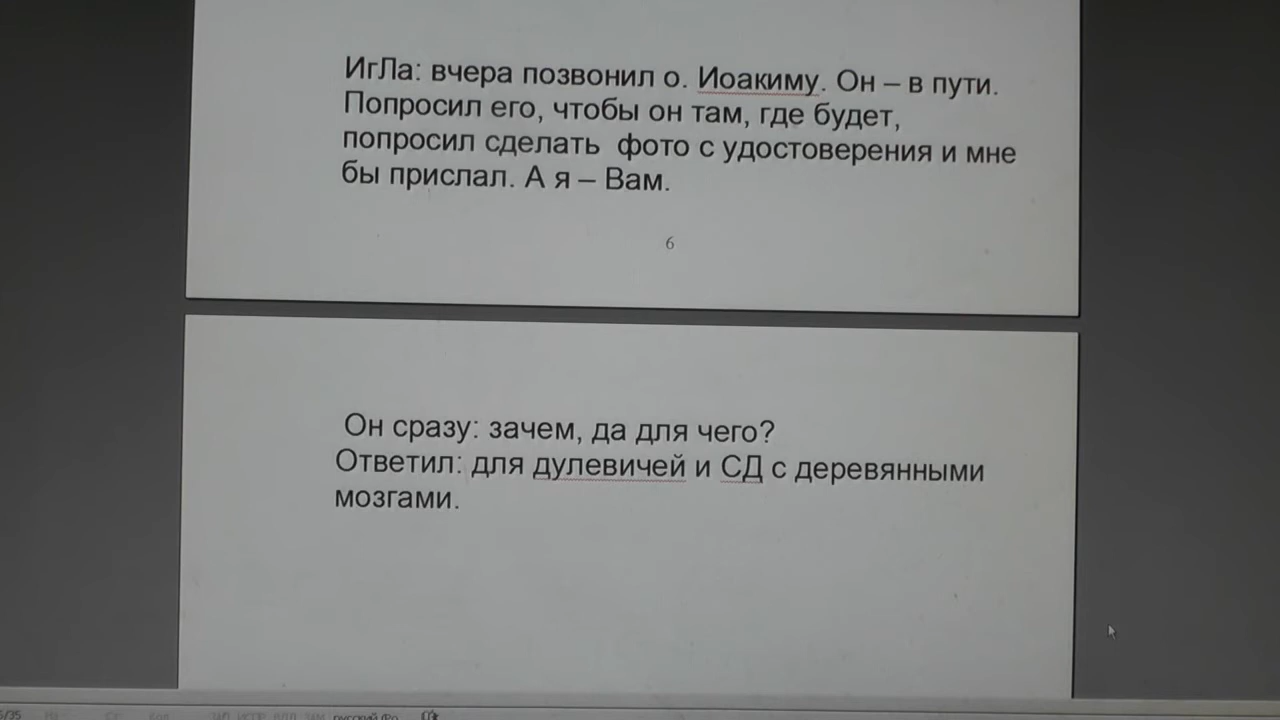 ИгЛа: вчера позвонил о. Иоакиму. Он – в пути.
Попросил его, чтобы он там, где будет,
попросил сделать фото с удостоверения и мне
бы прислал. А я – Вам.
6
Он сразу: зачем, да для чего?
Ответил: для дулевичей и СД с деревянными
мозгами.